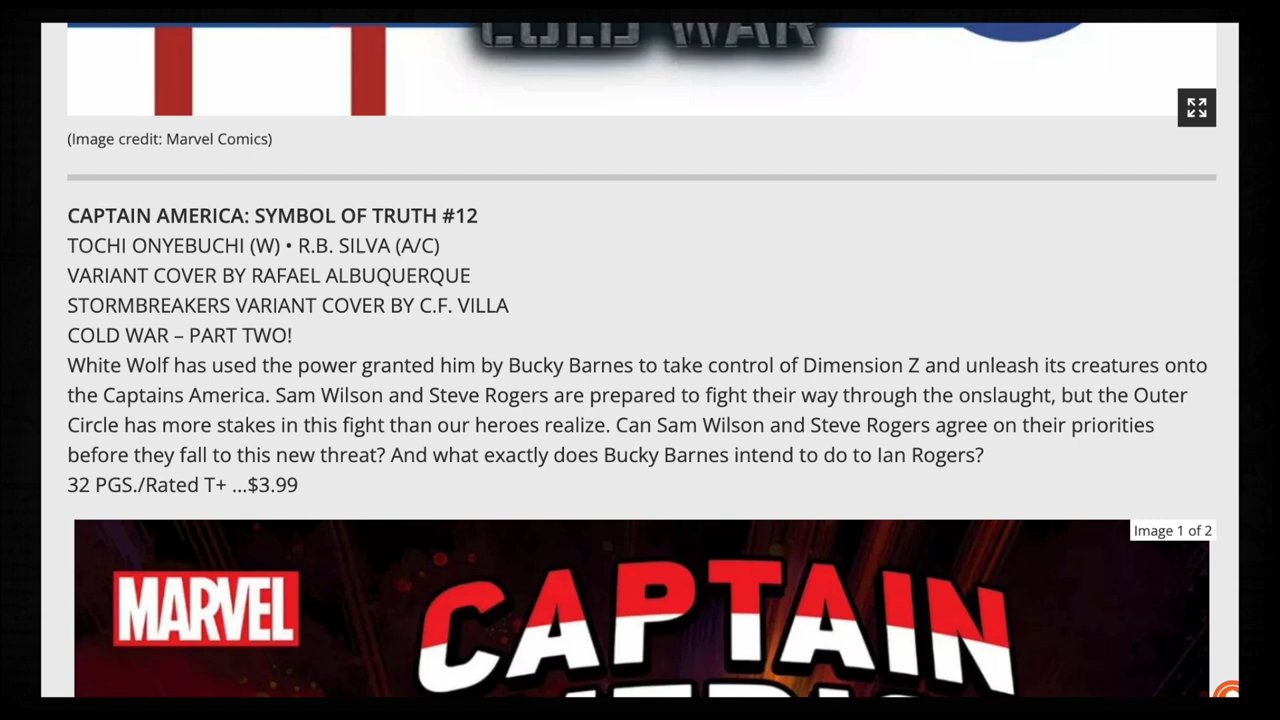 COLD WAR
(Image credit: Marvel Comics)
CAPTAIN AMERICA: SYMBOL OF TRUTH #12
TOCHI ONYEBUCHI (W) • R.B. SILVA (A/C)
VARIANT COVER BY RAFAEL ALBUQUERQUE
STORMBREAKERS VARIANT COVER BY C.F. VILLA
COLD WAR – PART TWO!
White Wolf has used the power granted him by Bucky Barnes to take control of Dimension Z and unleash its creatures onto
the Captains America. Sam Wilson and Steve Rogers are prepared to fight their way through the onslaught, but the Outer
Circle has more stakes in this fight than our heroes realize. Can Sam Wilson and Steve Rogers agree on their priorities
before they fall to this new threat? And what exactly does Bucky Barnes intend to do to Ian Rogers?
32 PGS./Rated T+ ...$3.99
Image 1 of 2
MARVEL
CAPTAIN